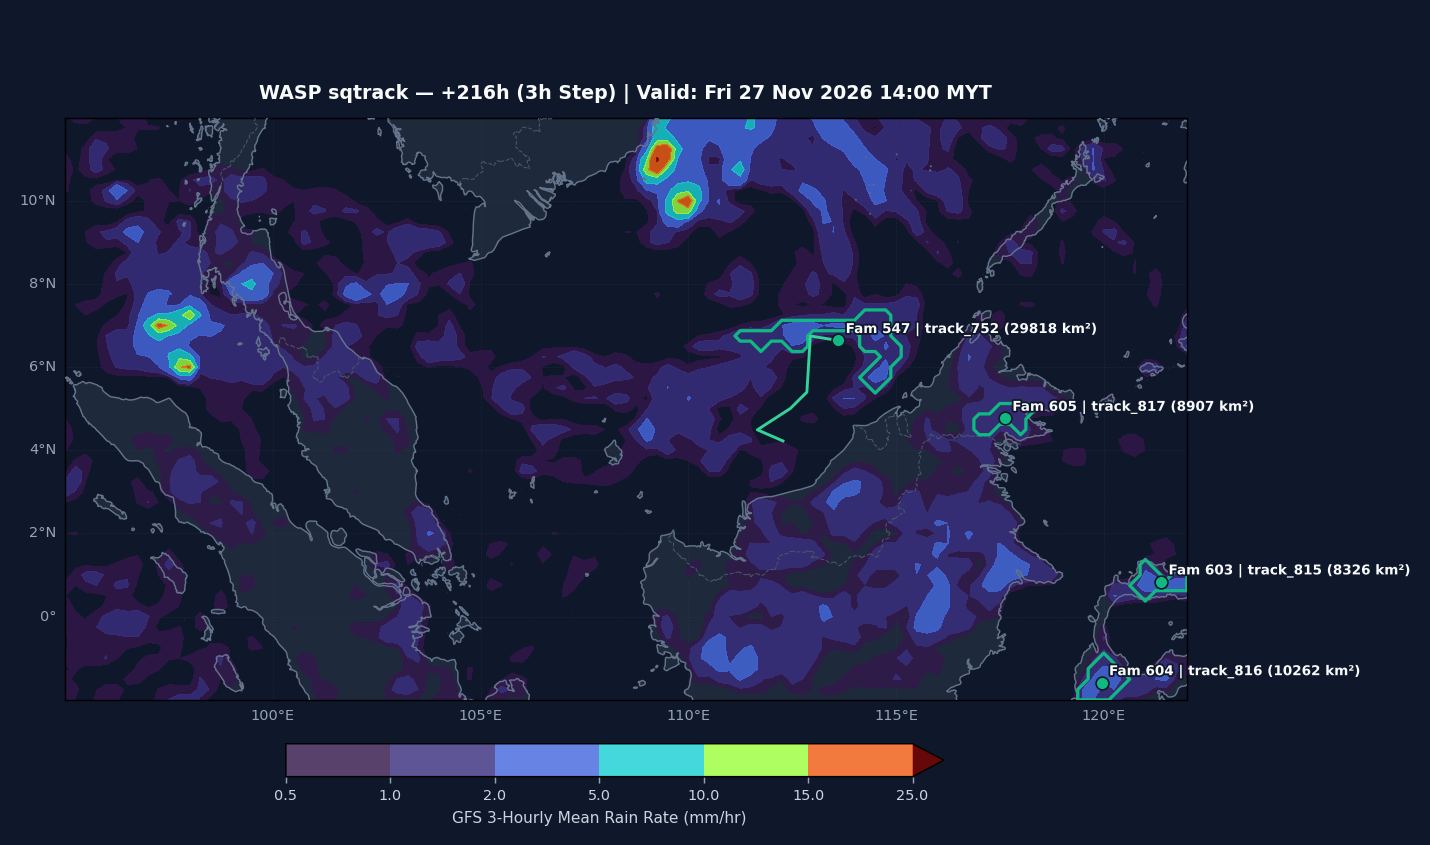 WASP sqtrack — +216h (3h Step) | Valid: Fri 27 Nov 2026 14:00 MYT
10°N
8°N
6°N
4°N
2°N
0°
Fam 547 | track_752 (29818 km²)
Fam 605 | track_817 (8907 km²)
Fam 603 | track_815 (8326 km²)
Fam 604 | track_816 (10262 km²)
100°E 105°E 110°E 115°E 120°E
0.5 1.0 2.0 5.0 10.0 15.0 25.0
GFS 3-Hourly Mean Rain Rate (mm/hr)